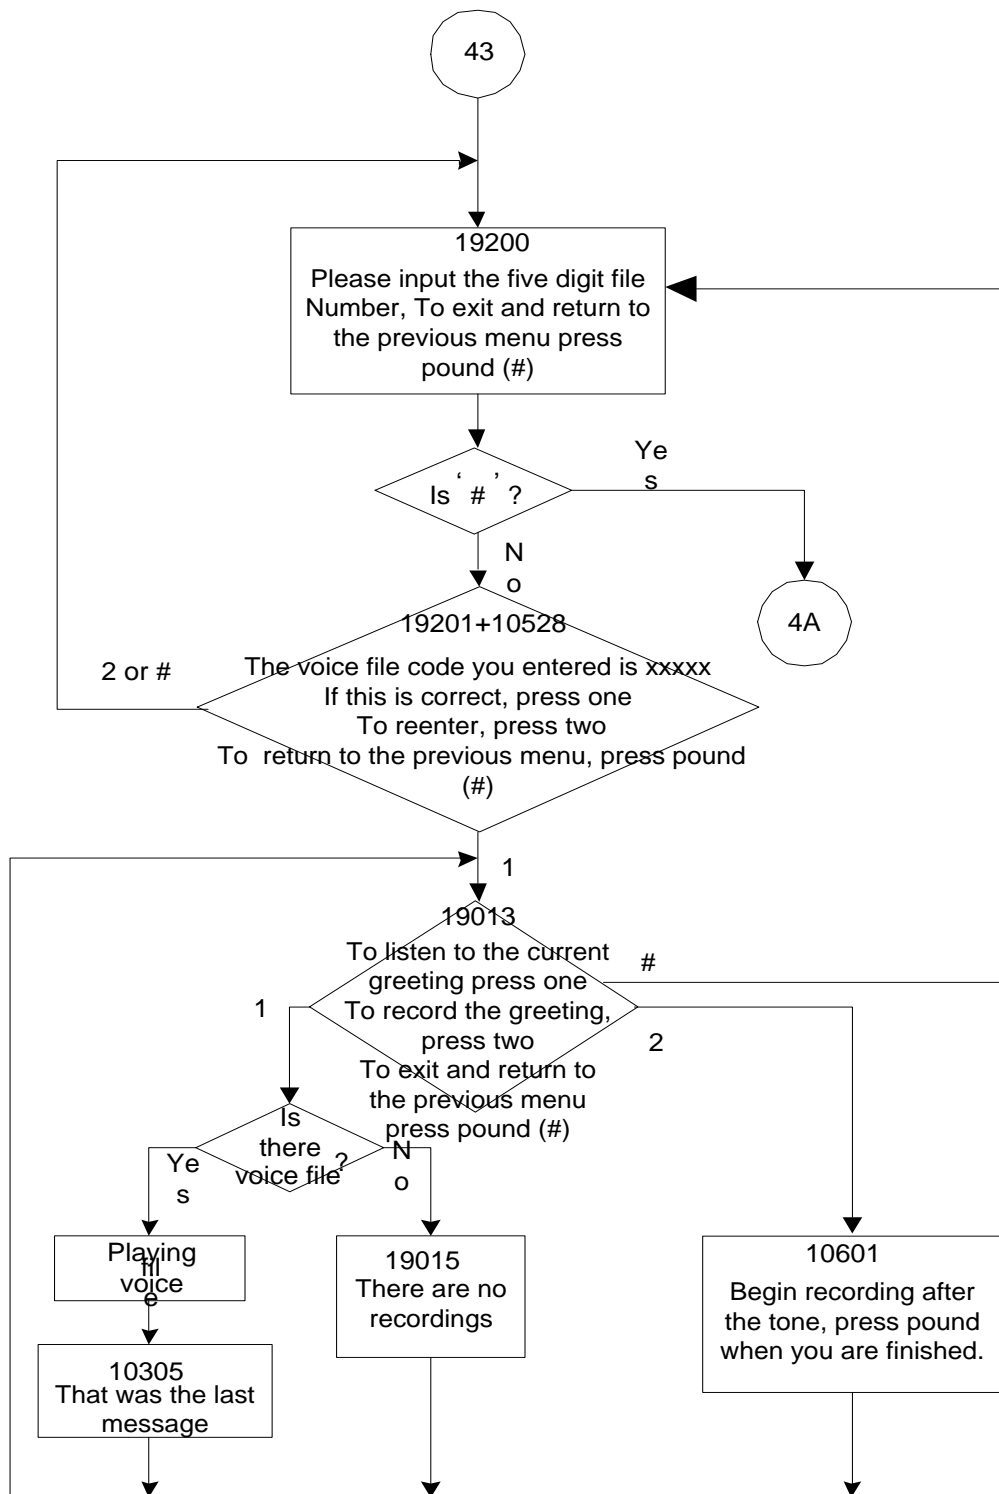 43
19200
Please input the five digit file
Number, To exit and return to
the previous menu press
pound (#)
Is ‘ # ’ ?
Ye
s
N
o
4A
19201+10528
2 or #
The voice file code you entered is xxxxx
If this is correct, press one
To reenter, press two
To return to the previous menu, press pound
(#)
1
19013
To listen to the current
greeting press one
To record the greeting,
press two
To exit and return to
the previous menu
press pound (#)
#
1
2
Is
there
voice file ?
Ye
s
N
o
Playing
voice
fil
e
19015
There are no
recordings
10601
Begin recording after
the tone, press pound
when you are finished.
10305
That was the last
message